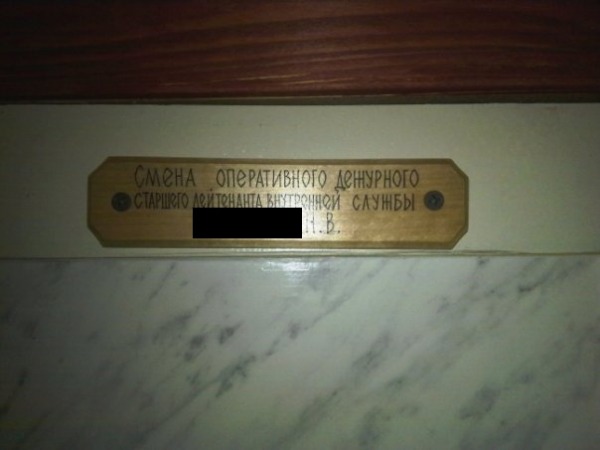 Смена оперативного дежурного
старшего лейтенанта внутренней службы
В.